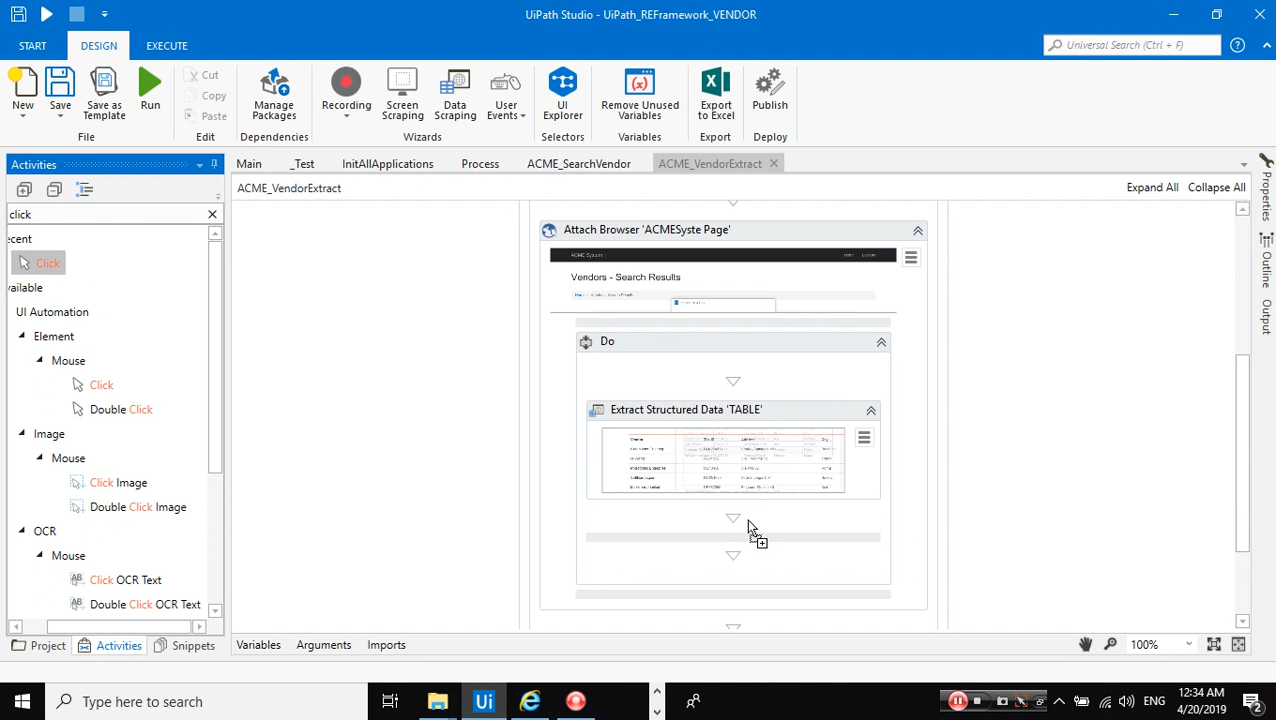 UiPath Studio - UiPath_REFramework_VENDOR
START
DESIGN
EXECUTE
Universal Search (Ctrl + F)
New
Save
Save as Template
Run
Cut
Copy
Paste
Manage Packages
Recording
Screen Scraping
Data Scraping
User Events
UI Explorer
Remove Unused Variables
Export to Excel
Publish
File
Edit
Dependencies
Wizards
Selectors
Variables
Export
Deploy
Activities
Main
_Test
InitAllApplications
Process
ACME_SearchVendor
ACME_VendorExtract
ACME_VendorExtract
Expand All
Collapse All
click
ecent
Click
vailable
UI Automation
Element
Mouse
Click
Double Click
Image
Mouse
Click Image
Double Click Image
OCR
Mouse
Click OCR Text
Double Click OCR Text
Attach Browser 'ACMESyste Page'
Vendors - Search Results
Do
Extract Structured Data 'TABLE'
Properties
Outline
Output
Project
Activities
Snippets
Variables
Arguments
Imports
100%
Type here to search
Ui
ENG
12:34 AM
4/20/2019
2